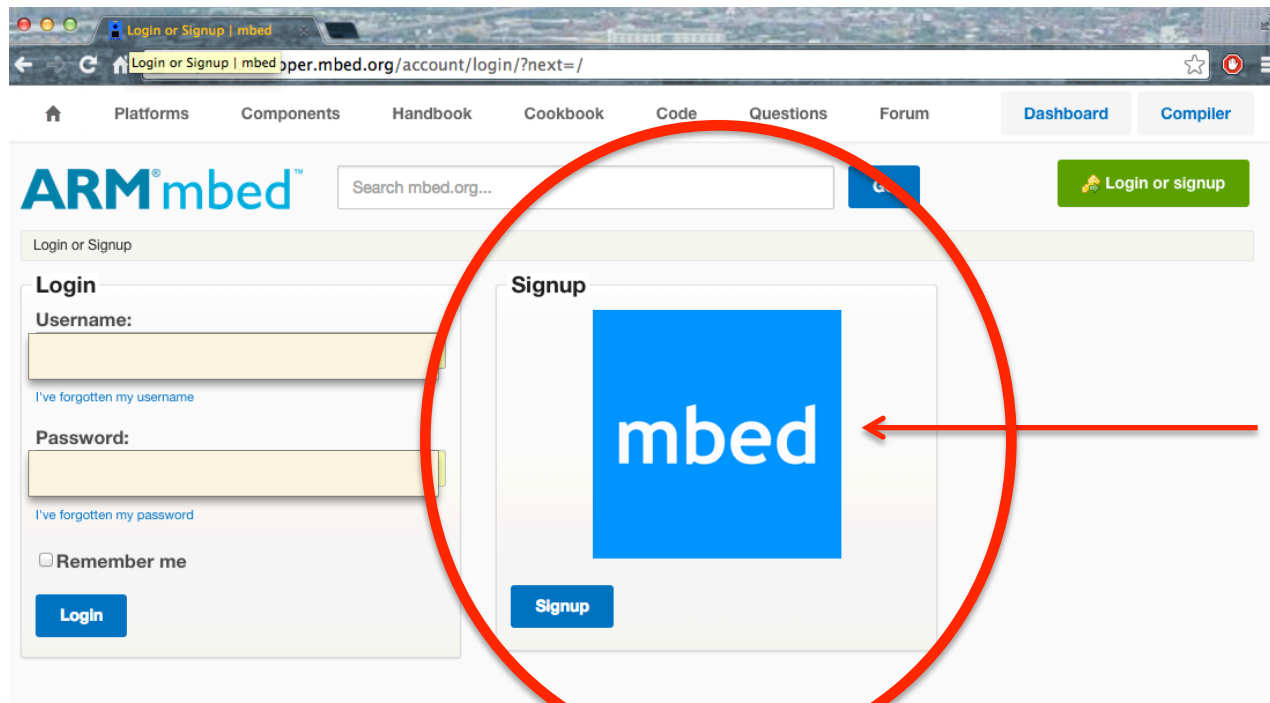 Login or Signup | mbed
Login or Signup | mbed
oper.mbed.org/account/login/?next=/
Platforms Components Handbook Cookbook Code Questions Forum Dashboard Compiler
ARM®mbed™
Search mbed.org...
Login or signup
Login or Signup
Login
Username:
I've forgotten my username
Password:
I've forgotten my password
Remember me
Login
Signup
mbed
Signup